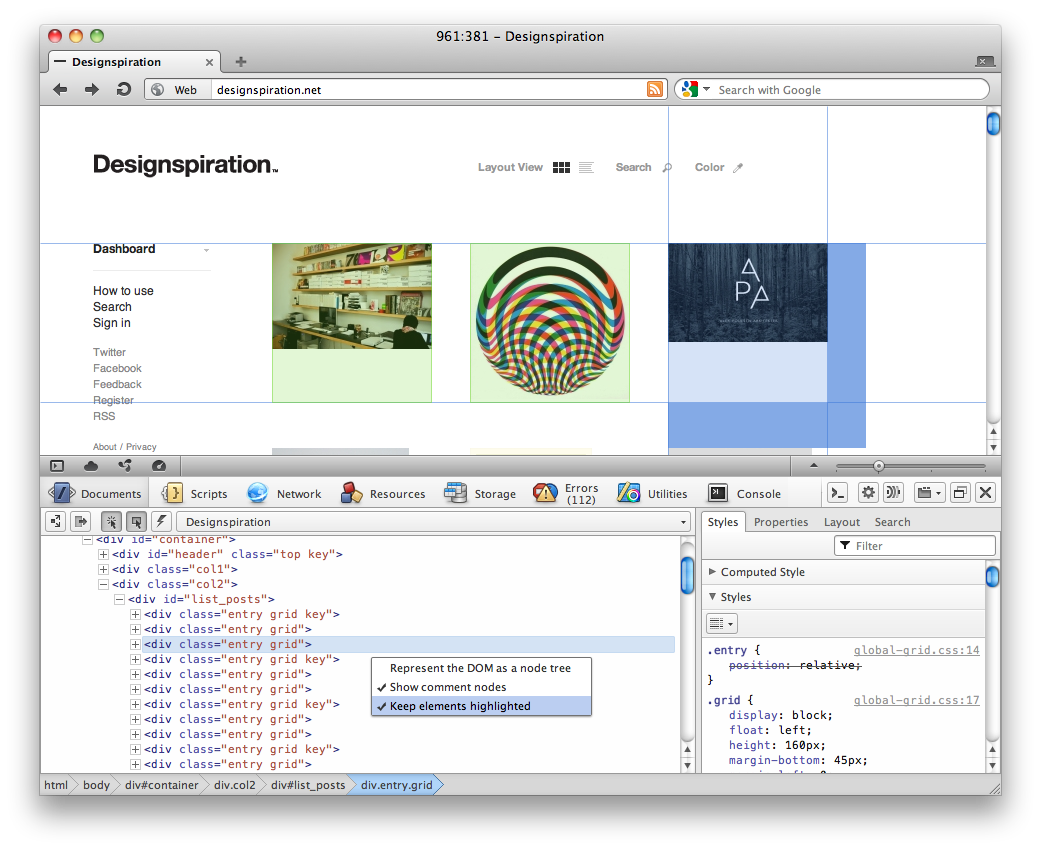 961:381 – Designspiration
Designspiration
Web designspiration.net Search with Google
Designspiration™
Layout View Search Color
Dashboard
How to use
Search
Sign in
Twitter
Facebook
Feedback
Register
RSS
About / Privacy
A
P A
Documents Scripts Network Resources Storage Errors (112) Utilities Console
Designspiration
<div id="container">
<div id="header" class="top key">
<div class="col1">
<div class="col2">
<div id="list_posts">
<div class="entry grid key">
<div class="entry grid">
<div class="entry grid">
<div class="entry grid key">
<div class="entry grid">
<div class="entry grid">
<div class="entry grid key">
<div class="entry grid">
<div class="entry grid">
<div class="entry grid key">
<div class="entry grid">
Represent the DOM as a node tree
Show comment nodes
Keep elements highlighted
Styles Properties Layout Search
Filter
Computed Style
Styles
.entry { global-grid.css:14
position: relative;
}
.grid { global-grid.css:17
display: block;
float: left;
height: 160px;
margin-bottom: 45px;
html body div#container div.col2 div#list_posts div.entry.grid